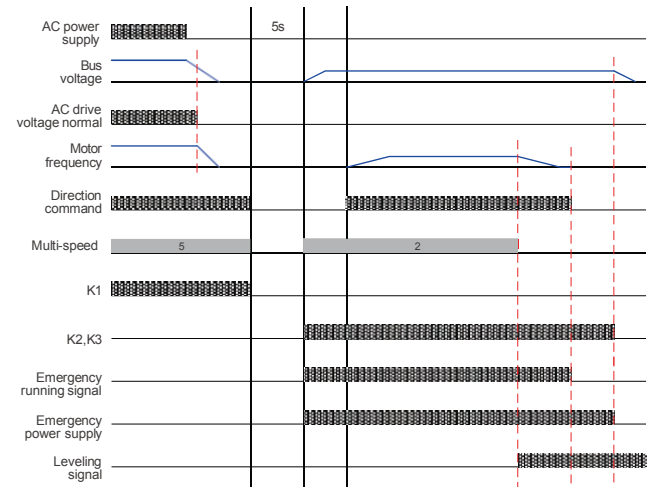 AC power
supply
5s
Bus
voltage
AC drive
voltage normal
Motor
frequency
Direction
command
Multi-speed
5
2
K1
K2,K3
Emergency
running signal
Emergency
power supply
Leveling
signal